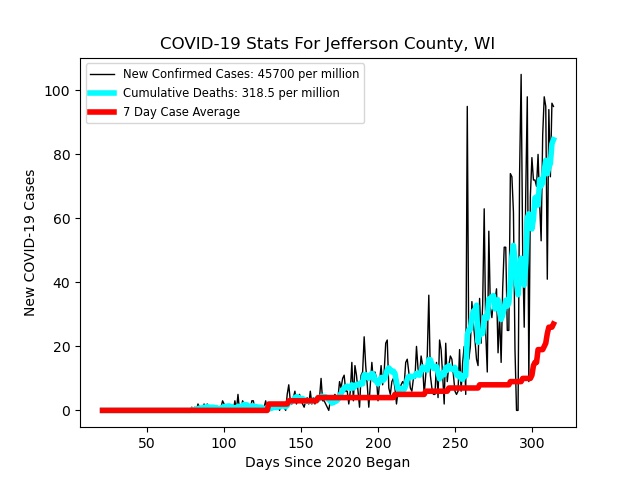 COVID-19 Stats For Jefferson County, WI
New Confirmed Cases: 45700 per million
Cumulative Deaths: 318.5 per million
7 Day Case Average
New COVID-19 Cases
100
80
60
40
20
0
50 100 150 200 250 300
Days Since 2020 Began